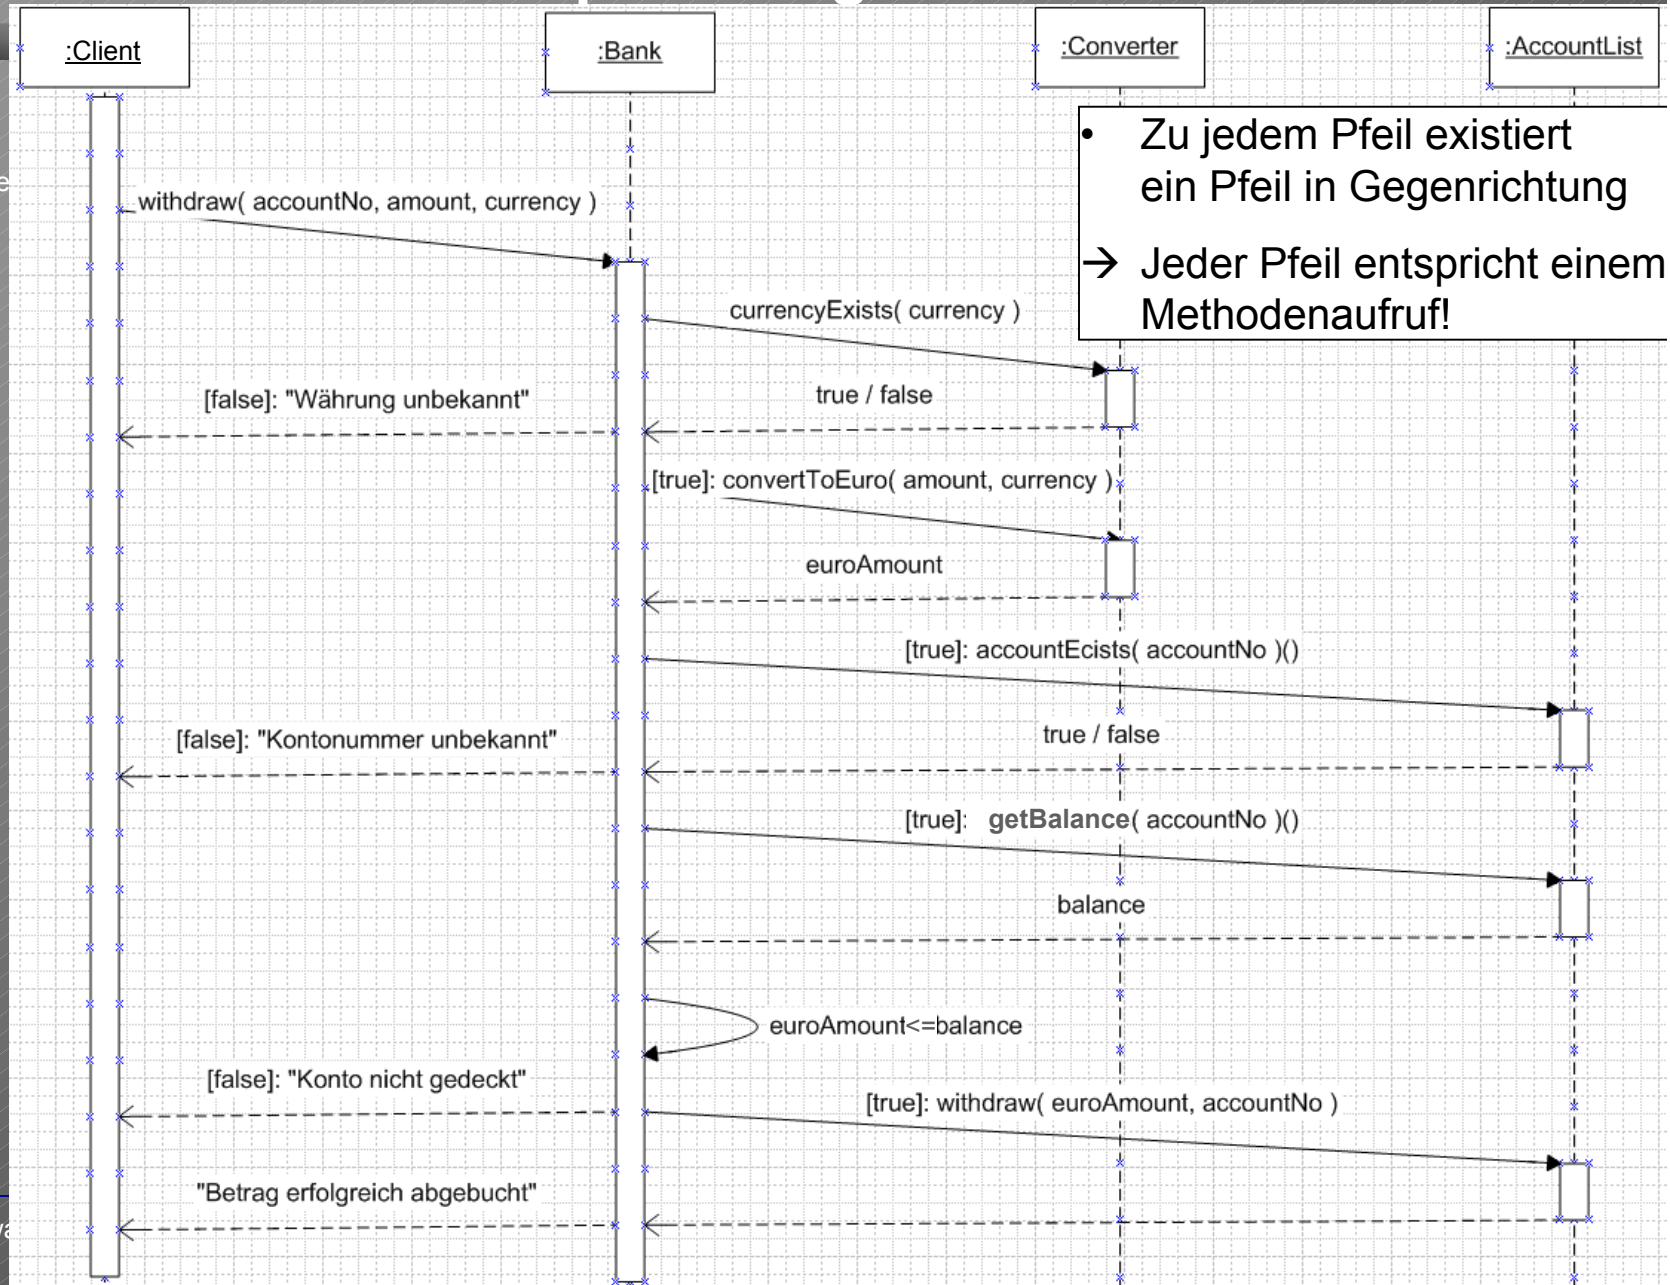 :Client
:Bank
:Converter
:AccountList
• Zu jedem Pfeil existiert
ein Pfeil in Gegenrichtung
→ Jeder Pfeil entspricht einem
Methodenaufruf!
withdraw( accountNo, amount, currency )
currencyExists( currency )
[false]: "Währung unbekannt"
true / false
[true]: convertToEuro( amount, currency )
euroAmount
[true]: accountEcists( accountNo )()
[false]: "Kontonummer unbekannt"
true / false
[true]: getBalance( accountNo )()
balance
euroAmount<=balance
[false]: "Konto nicht gedeckt"
[true]: withdraw( euroAmount, accountNo )
"Betrag erfolgreich abgebucht"